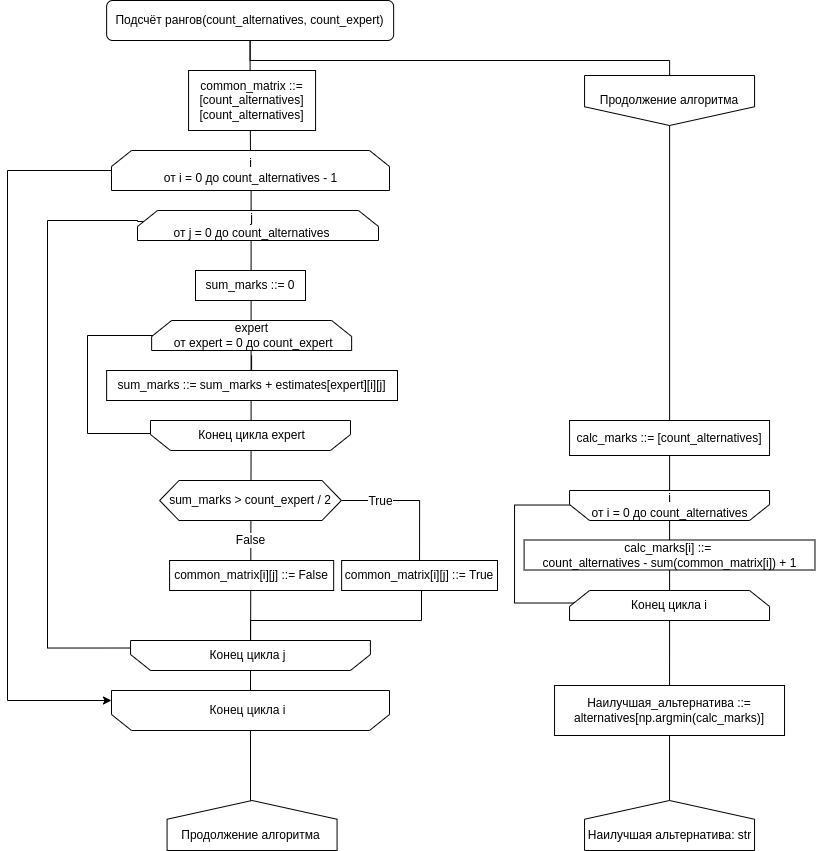 Подсчёт рангов(count_alternatives, count_expert)
common_matrix ::=
[count_alternatives]
[count_alternatives]
i
от i = 0 до count_alternatives - 1
j
от j = 0 до count_alternatives
sum_marks ::= 0
expert
от expert = 0 до count_expert
sum_marks ::= sum_marks + estimates[expert][i][j]
Конец цикла expert
sum_marks > count_expert / 2
True
False
common_matrix[i][j] ::= False
common_matrix[i][j] ::= True
Конец цикла j
Конец цикла i
Продолжение алгоритма
Продолжение алгоритма
calc_marks ::= [count_alternatives]
i
от i = 0 до count_alternatives
calc_marks[i] ::=
count_alternatives - sum(common_matrix[i]) + 1
Конец цикла i
Наилучшая_альтернатива ::=
alternatives[np.argmin(calc_marks)]
Наилучшая альтернатива: str